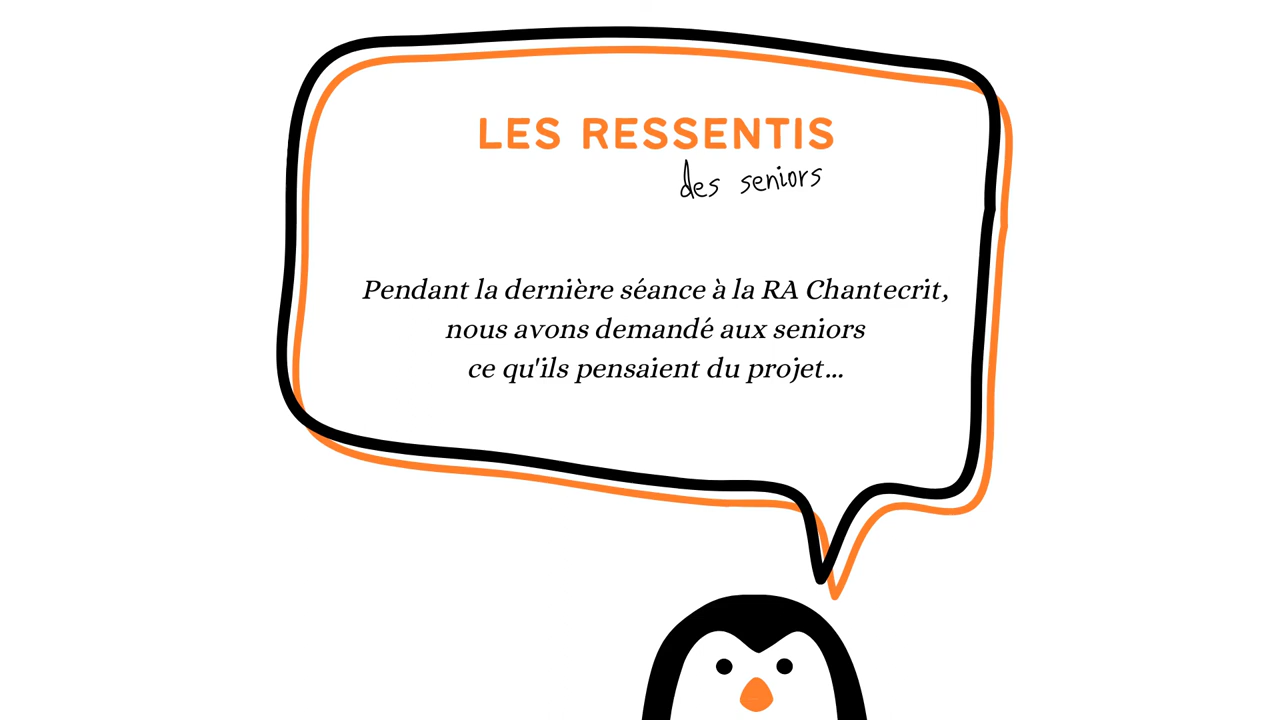 LES RESSENTIS
des seniors
Pendant la dernière séance à la RA Chantecrit,
nous avons demandé aux seniors
ce qu'ils pensaient du projet...